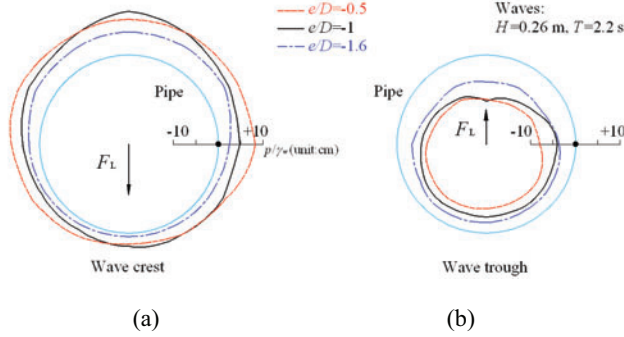 e/D=-0.5
e/D=-1
e/D=-1.6
Waves:
H=0.26 m, T=2.2 s
Pipe
-10
+10
p/γw(unit:cm)
FL
Wave crest
Pipe
-10
+10
FL
Wave trough
(a)
(b)